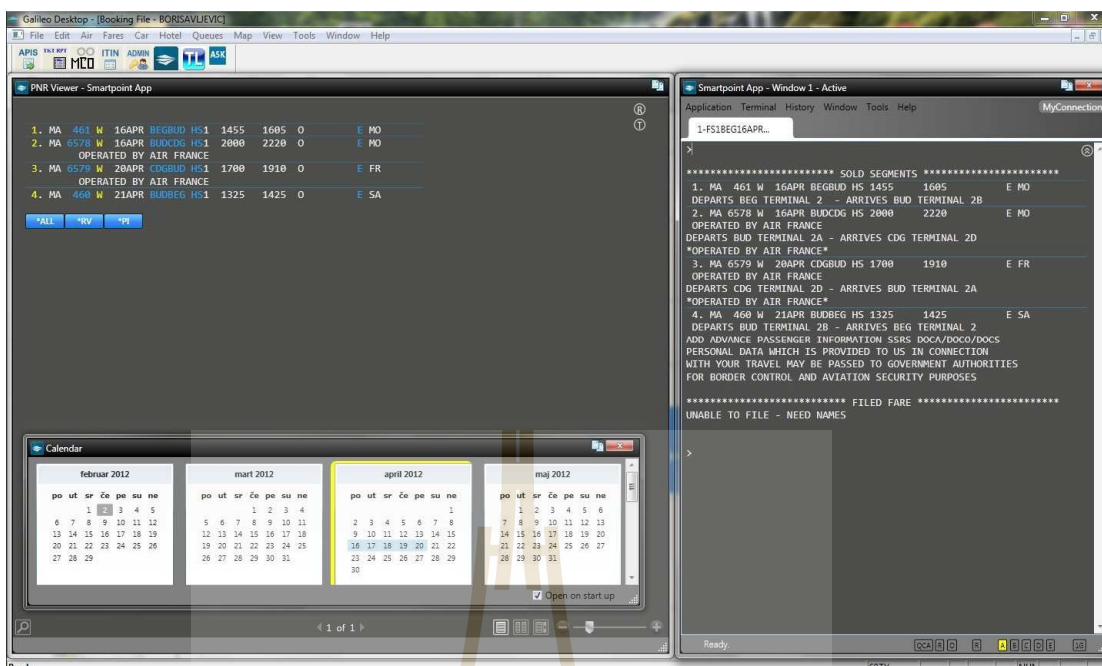 Galileo Desktop - [Booking File - BORISAVLJEVIC]
File Edit Air Fares Car Hotel Queues Map View Tools Window Help
APIS TKT RPT MCO ITIN ADMIN TL ASK
PNR Viewer - Smartpoint App
R
T
1. MA 461 W 16APR BEGBUD HS1 1455 1605 O E MO
2. MA 6578 W 16APR BUDCDG HS1 2000 2220 O E MO
OPERATED BY AIR FRANCE
3. MA 6579 W 20APR CDGBUD HS1 1700 1910 O E FR
OPERATED BY AIR FRANCE
4. MA 460 W 21APR BUDBEG HS1 1325 1425 O E SA
*ALL *RV *PI
Calendar
februar 2012
po ut sr če pe su ne
1 2 3 4 5
6 7 8 9 10 11 12
13 14 15 16 17 18 19
20 21 22 23 24 25 26
27 28 29
mart 2012
po ut sr če pe su ne
1 2 3 4
5 6 7 8 9 10 11
12 13 14 15 16 17 18
19 20 21 22 23 24 25
26 27 28 29 30 31
april 2012
po ut sr če pe su ne
1
2 3 4 5 6 7 8
9 10 11 12 13 14 15
16 17 18 19 20 21 22
23 24 25 26 27 28 29
30
maj 2012
po ut sr če pe su ne
1 2 3 4 5 6
7 8 9 10 11 12 13
14 15 16 17 18 19 20
21 22 23 24 25 26 27
28 29 30 31
Open on start up
1 of 1
Smartpoint App - Window 1 - Active
Application Terminal History Window Tools Help MyConnection
1-FS1BEG16APR...
>
************************* SOLD SEGMENTS ***********************
1. MA 461 W 16APR BEGBUD HS 1455 1605 E MO
DEPARTS BEG TERMINAL 2 - ARRIVES BUD TERMINAL 2B
2. MA 6578 W 16APR BUDCDG HS 2000 2220 E MO
OPERATED BY AIR FRANCE
DEPARTS BUD TERMINAL 2A - ARRIVES CDG TERMINAL 2D
*OPERATED BY AIR FRANCE*
3. MA 6579 W 20APR CDGBUD HS 1700 1910 E FR
OPERATED BY AIR FRANCE
DEPARTS CDG TERMINAL 2D - ARRIVES BUD TERMINAL 2A
*OPERATED BY AIR FRANCE*
4. MA 460 W 21APR BUDBEG HS 1325 1425 E SA
DEPARTS BUD TERMINAL 2B - ARRIVES BEG TERMINAL 2
ADD ADVANCE PASSENGER INFORMATION SSRS DOCA/DOCO/DOCS
PERSONAL DATA WHICH IS PROVIDED TO US IN CONNECTION
WITH YOUR TRAVEL MAY BE PASSED TO GOVERNMENT AUTHORITIES
FOR BORDER CONTROL AND AVIATION SECURITY PURPOSES
*************************** FILED FARE ************************
UNABLE TO FILE - NEED NAMES
>
Ready. QCA R Q R A B C D E 1G